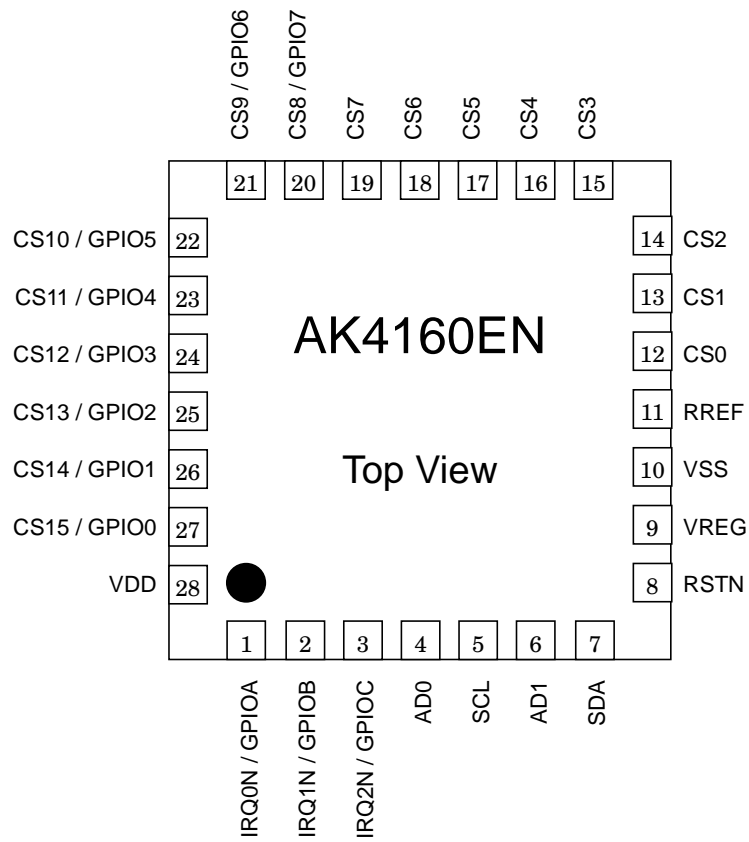 CS9 / GPIO6
CS8 / GPIO7
CS7
CS6
CS5
CS4
CS3
21
20
19
18
17
16
15
CS10 / GPIO5
22
CS11 / GPIO4
23
CS12 / GPIO3
24
CS13 / GPIO2
25
CS14 / GPIO1
26
CS15 / GPIO0
27
VDD
28
AK4160EN
Top View
14
CS2
13
CS1
12
CS0
11
RREF
10
VSS
9
VREG
8
RSTN
1
2
3
4
5
6
7
IRQ0N / GPIOA
IRQ1N / GPIOB
IRQ2N / GPIOC
AD0
SCL
AD1
SDA